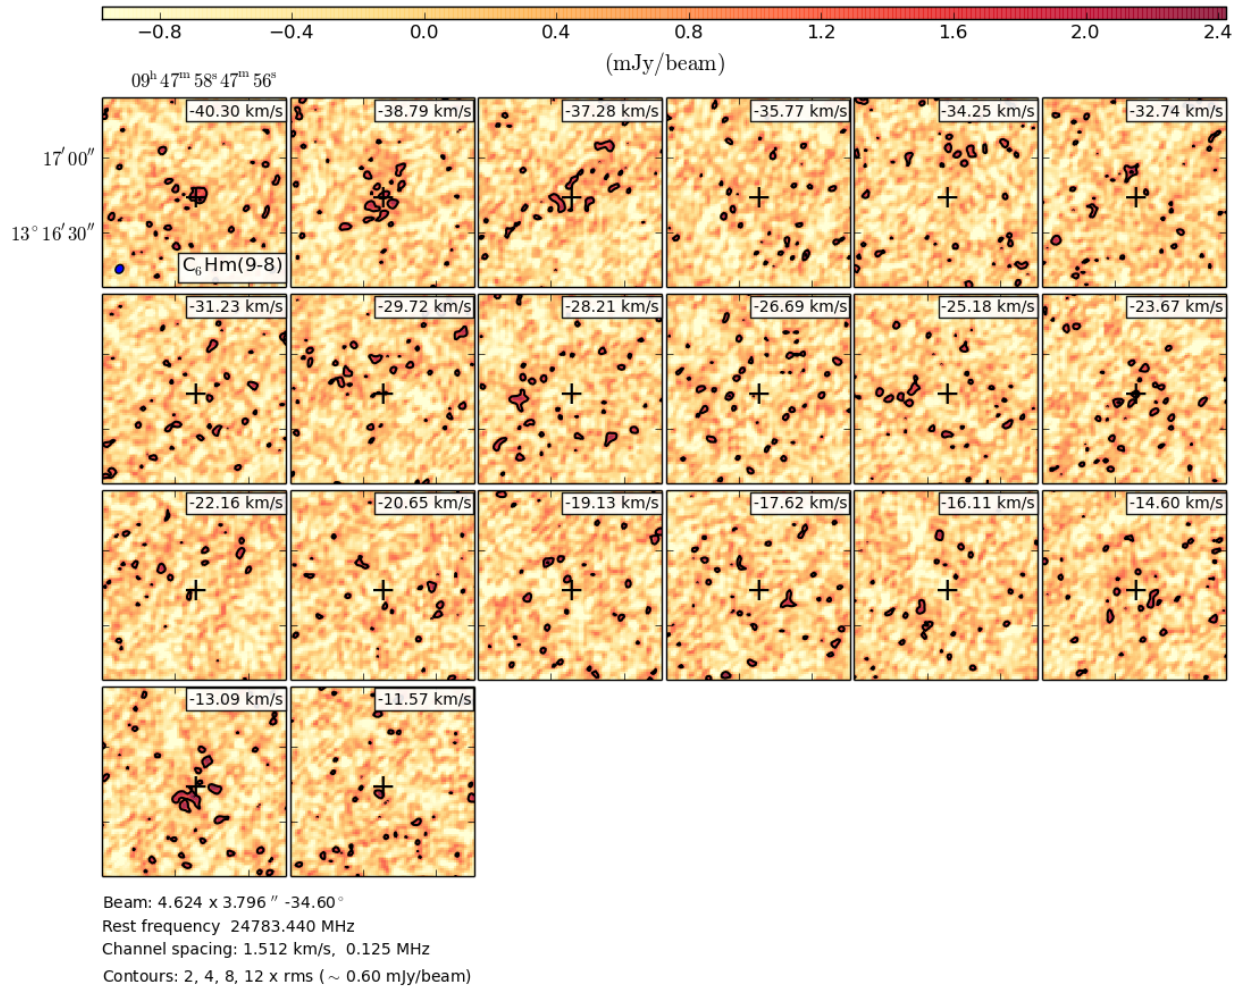 −0.8 −0.4 0.0 0.4 0.8 1.2 1.6 2.0 2.4
(mJy/beam)
09ʰ 47ᵐ 58ˢ 47ᵐ 56ˢ
-40.30 km/s -38.79 km/s -37.28 km/s -35.77 km/s -34.25 km/s -32.74 km/s
17′ 00″
13° 16′ 30″
C₆Hm(9-8)
-31.23 km/s -29.72 km/s -28.21 km/s -26.69 km/s -25.18 km/s -23.67 km/s
-22.16 km/s -20.65 km/s -19.13 km/s -17.62 km/s -16.11 km/s -14.60 km/s
-13.09 km/s -11.57 km/s
Beam: 4.624 x 3.796 ″ -34.60°
Rest frequency 24783.440 MHz
Channel spacing: 1.512 km/s, 0.125 MHz
Contours: 2, 4, 8, 12 x rms (∼ 0.60 mJy/beam)